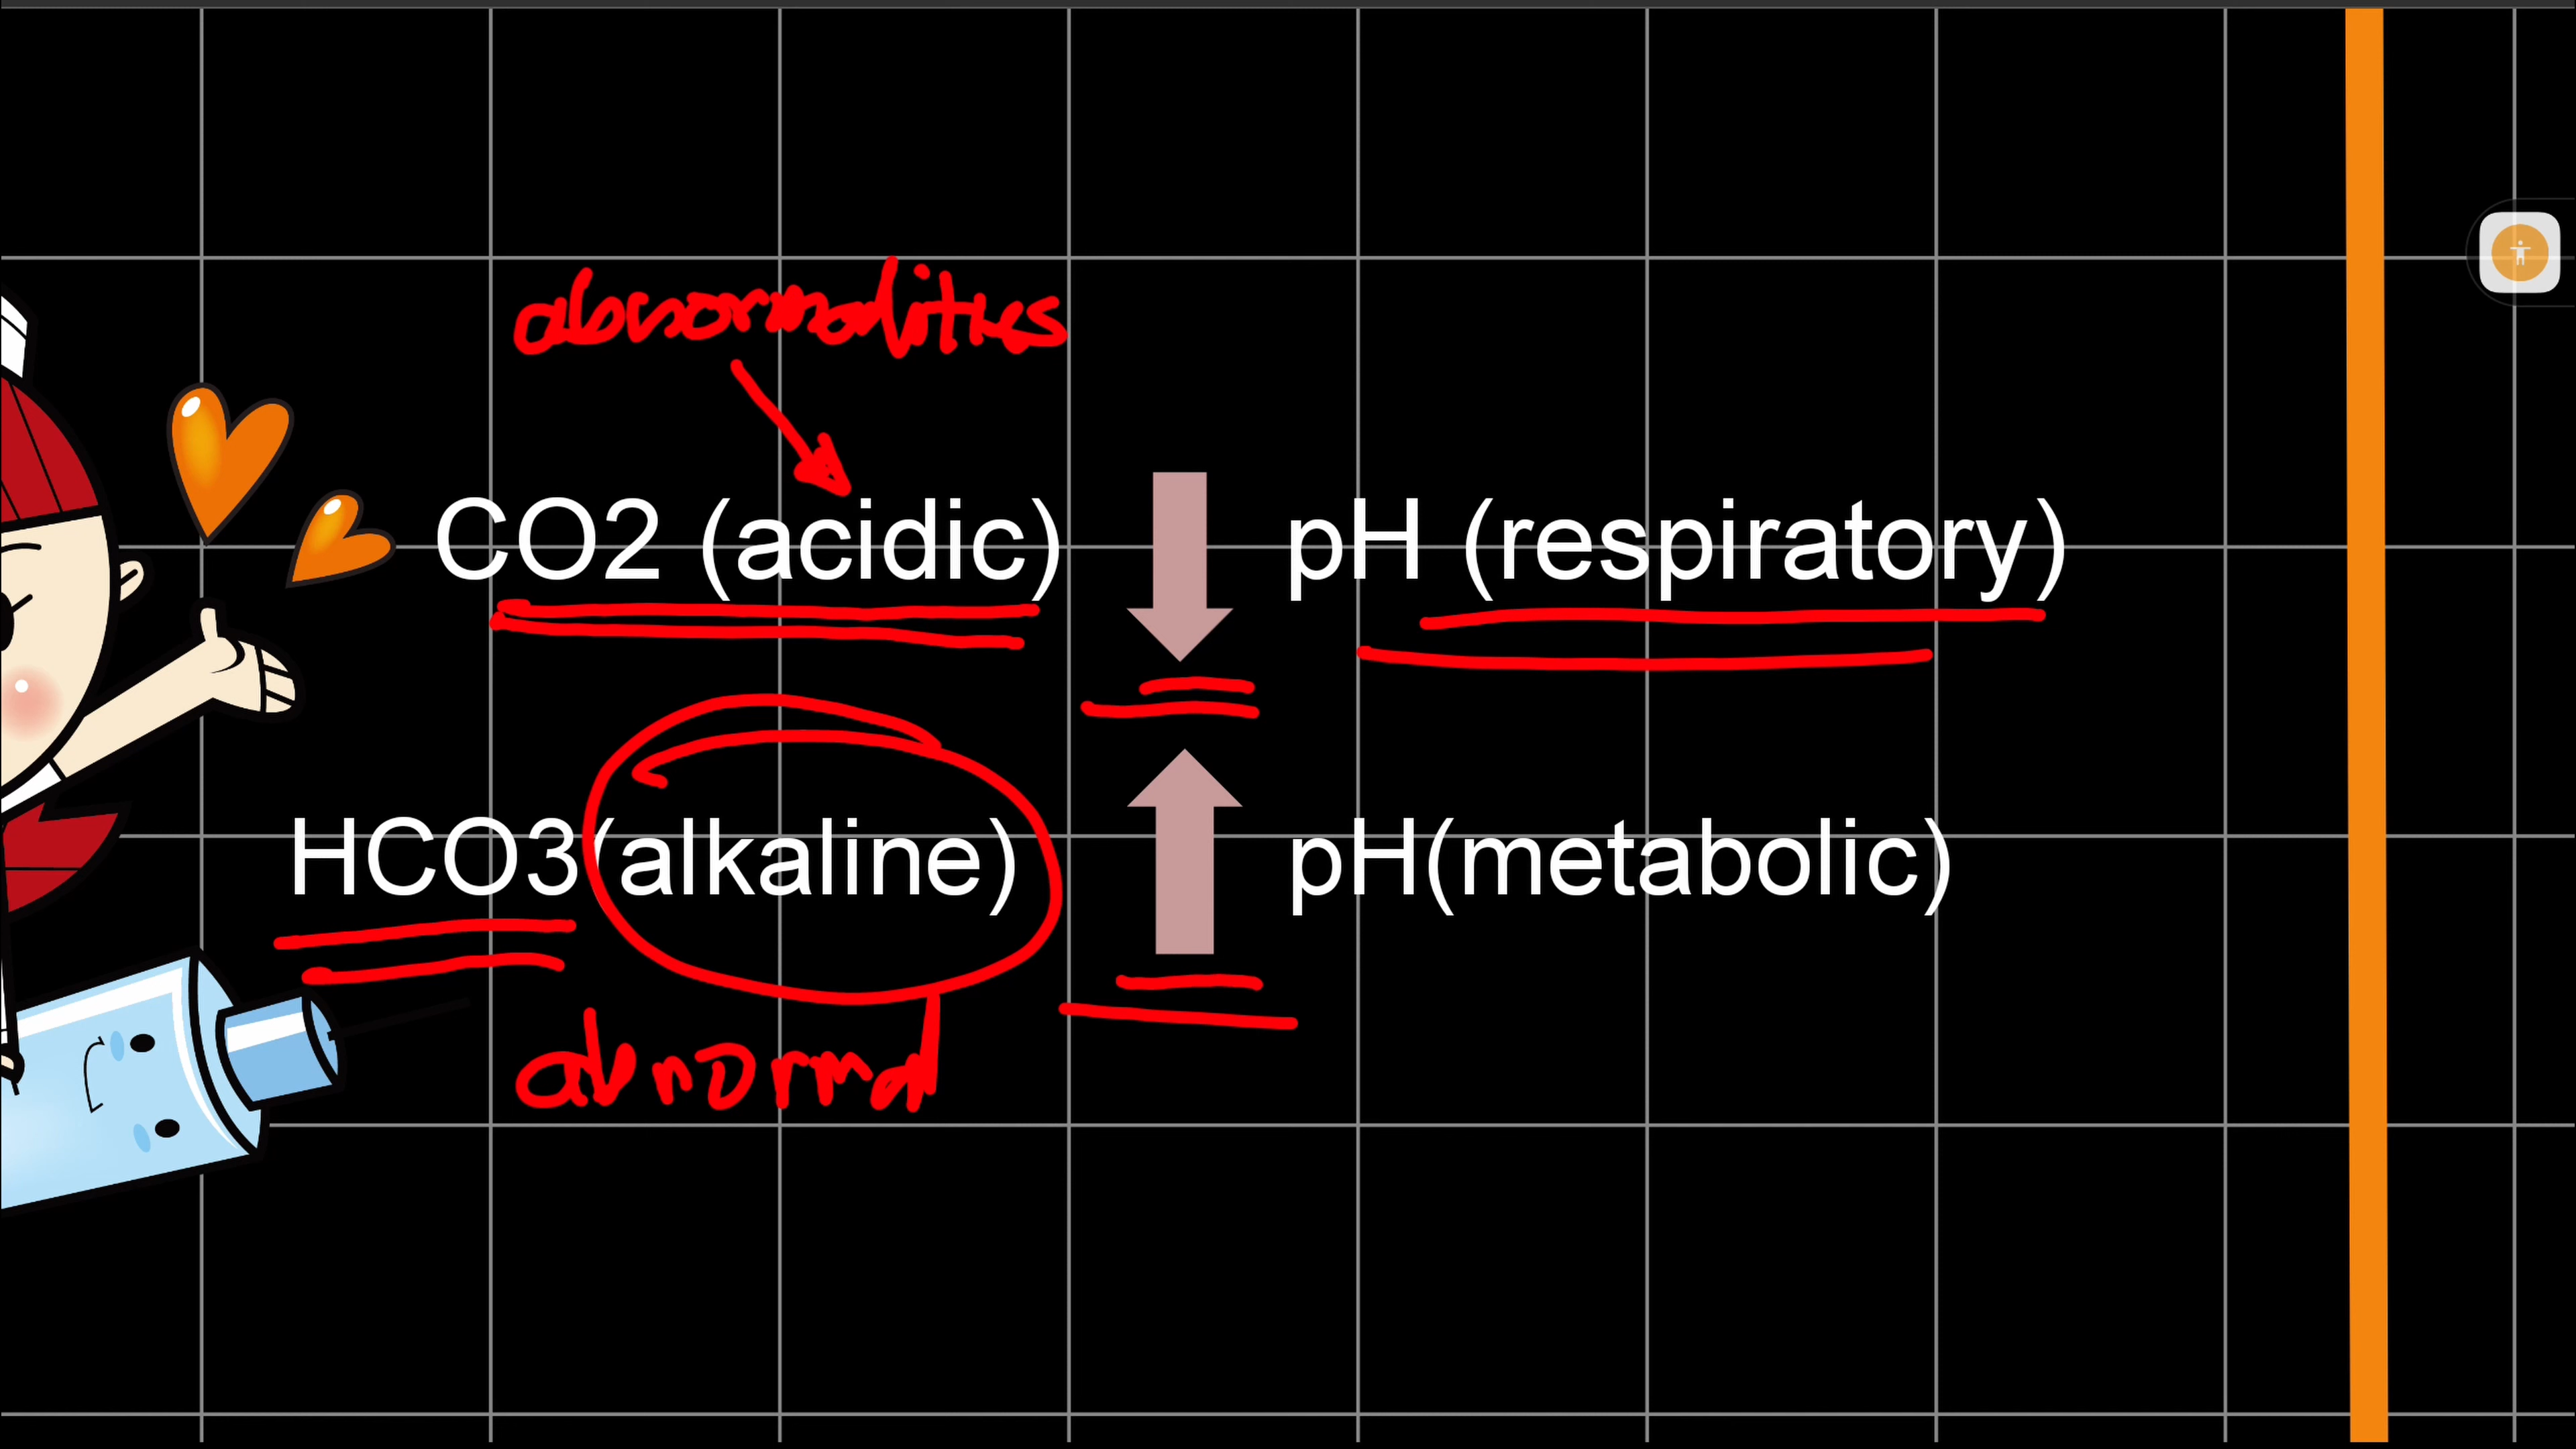 abnormalities
CO2 (acidic) pH (respiratory)
HCO3(alkaline) pH(metabolic)
abnormal